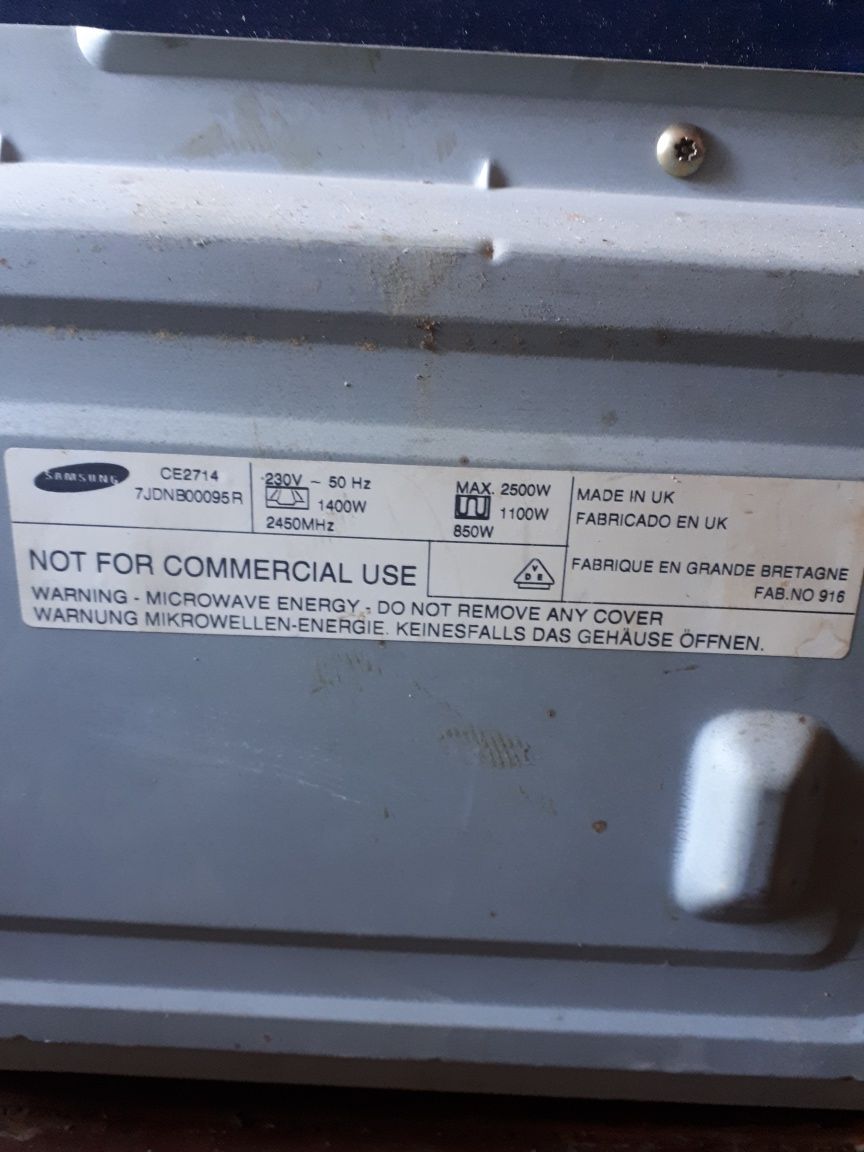 SAMSUNG
CE2714
7JDNB00095R
230V ~ 50 Hz
1400W
2450MHz
MAX. 2500W
1100W
850W
MADE IN UK
FABRICADO EN UK
FABRIQUE EN GRANDE BRETAGNE
FAB.NO 916
VDE
NOT FOR COMMERCIAL USE
WARNING - MICROWAVE ENERGY - DO NOT REMOVE ANY COVER
WARNUNG MIKROWELLEN-ENERGIE. KEINESFALLS DAS GEHÄUSE ÖFFNEN.